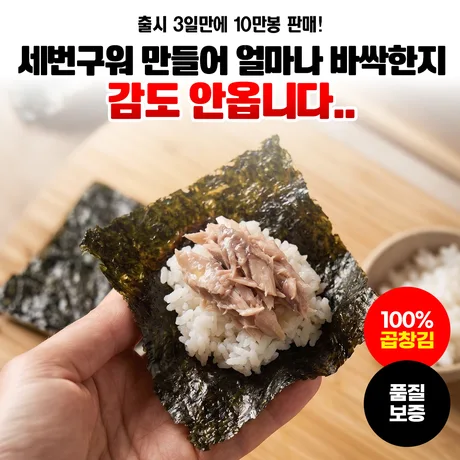 출시 3일만에 10만봉 판매!
세번구워 만들어 얼마나 바싹한지
감도 안옵니다..
100%
곱창김
품질
보증